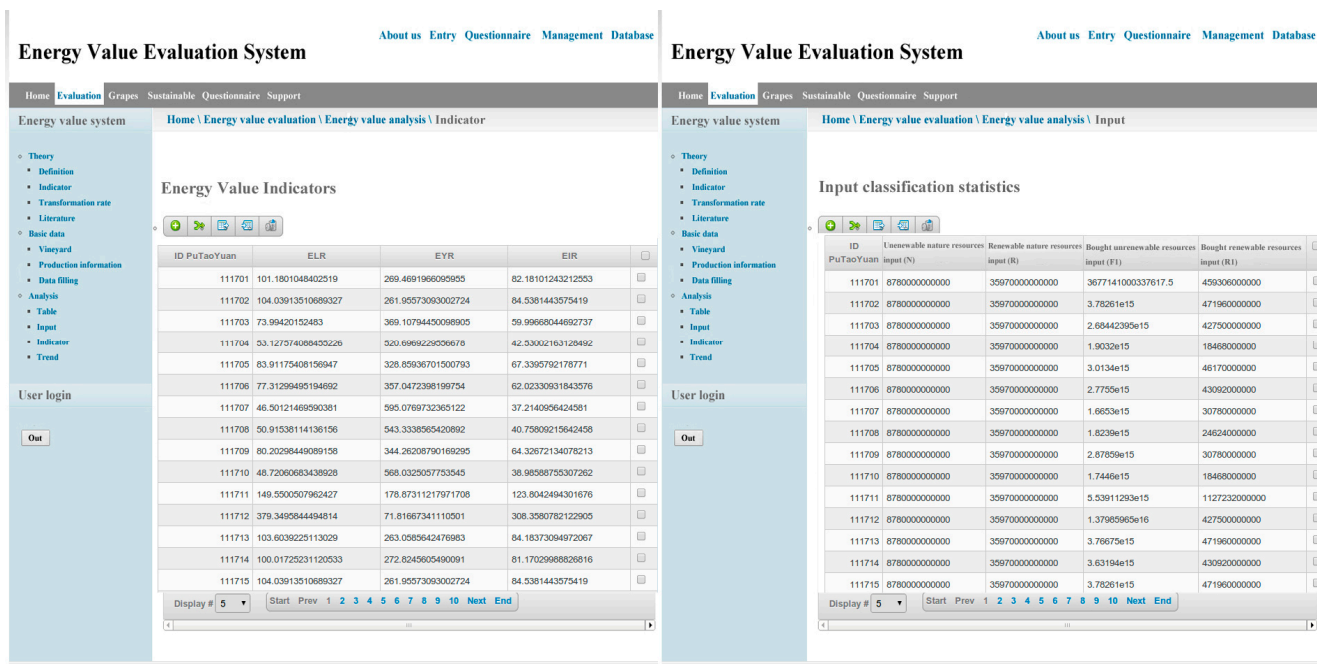 About us Entry Questionnaire Management Database
Energy Value Evaluation System
Home Evaluation Grapes Sustainable Questionnaire Support
Energy value system
Home \ Energy value evaluation \ Energy value analysis \ Indicator
Theory
Definition
Indicator
Transformation rate
Literature
Basic data
Vineyard
Production information
Data filling
Analysis
Table
Input
Indicator
Trend
User login
Out
Energy Value Indicators
ID PuTaoYuan ELR EYR EIR
111701 101.1801048402519 269.4691966095955 82.18101243212553
111702 104.03913510689327 261.95573093002724 84.5381443575419
111703 73.99420152483 369.10794450098905 59.99668044692737
111704 53.127574088455226 520.6969229556678 42.53002163128492
111705 83.91175408156947 328.85936701500793 67.3395792178771
111706 77.31299495194692 357.0472398199754 62.02330931843576
111707 46.50121469590381 595.0769732365122 37.2140956424581
111708 50.91538114136156 543.3338565420892 40.75809215642458
111709 80.20298449089158 344.26208790169295 64.32672134078213
111710 48.72060683438928 568.0325057753545 38.98588755307262
111711 149.5500507962427 178.87311217971708 123.8042494301676
111712 379.3495844494814 71.81667341110501 308.3580782122905
111713 103.6039225113029 263.0585642476983 84.18373094972067
111714 100.01725231120533 272.8245605490091 81.17029988826816
111715 104.03913510689327 261.95573093002724 84.5381443575419
Display # 5 Start Prev 1 2 3 4 5 6 7 8 9 10 Next End
About us Entry Questionnaire Management Database
Energy Value Evaluation System
Home Evaluation Grapes Sustainable Questionnaire Support
Energy value system
Home \ Energy value evaluation \ Energy value analysis \ Input
Theory
Definition
Indicator
Transformation rate
Literature
Basic data
Vineyard
Production information
Data filling
Analysis
Table
Input
Indicator
Trend
User login
Out
Input classification statistics
ID Unenewable nature resources Renewable nature resources Bought unrenewable resources Bought renewable resources
PuTaoYuan input (N) input (R) input (F1) input (R1)
111701 8780000000000 35970000000000 3677141000337617.5 459306000000
111702 8780000000000 35970000000000 3.78261e15 471960000000
111703 8780000000000 35970000000000 2.68442395e15 427500000000
111704 8780000000000 35970000000000 1.9032e15 18468000000
111705 8780000000000 35970000000000 3.0134e15 46170000000
111706 8780000000000 35970000000000 2.7755e15 43092000000
111707 8780000000000 35970000000000 1.6653e15 30780000000
111708 8780000000000 35970000000000 1.8239e15 24624000000
111709 8780000000000 35970000000000 2.87859e15 30780000000
111710 8780000000000 35970000000000 1.7446e15 18468000000
111711 8780000000000 35970000000000 5.53911293e15 1127232000000
111712 8780000000000 35970000000000 1.37985965e16 427500000000
111713 8780000000000 35970000000000 3.76675e15 471960000000
111714 8780000000000 35970000000000 3.63194e15 430920000000
111715 8780000000000 35970000000000 3.78261e15 471960000000
Display # 5 Start Prev 1 2 3 4 5 6 7 8 9 10 Next End